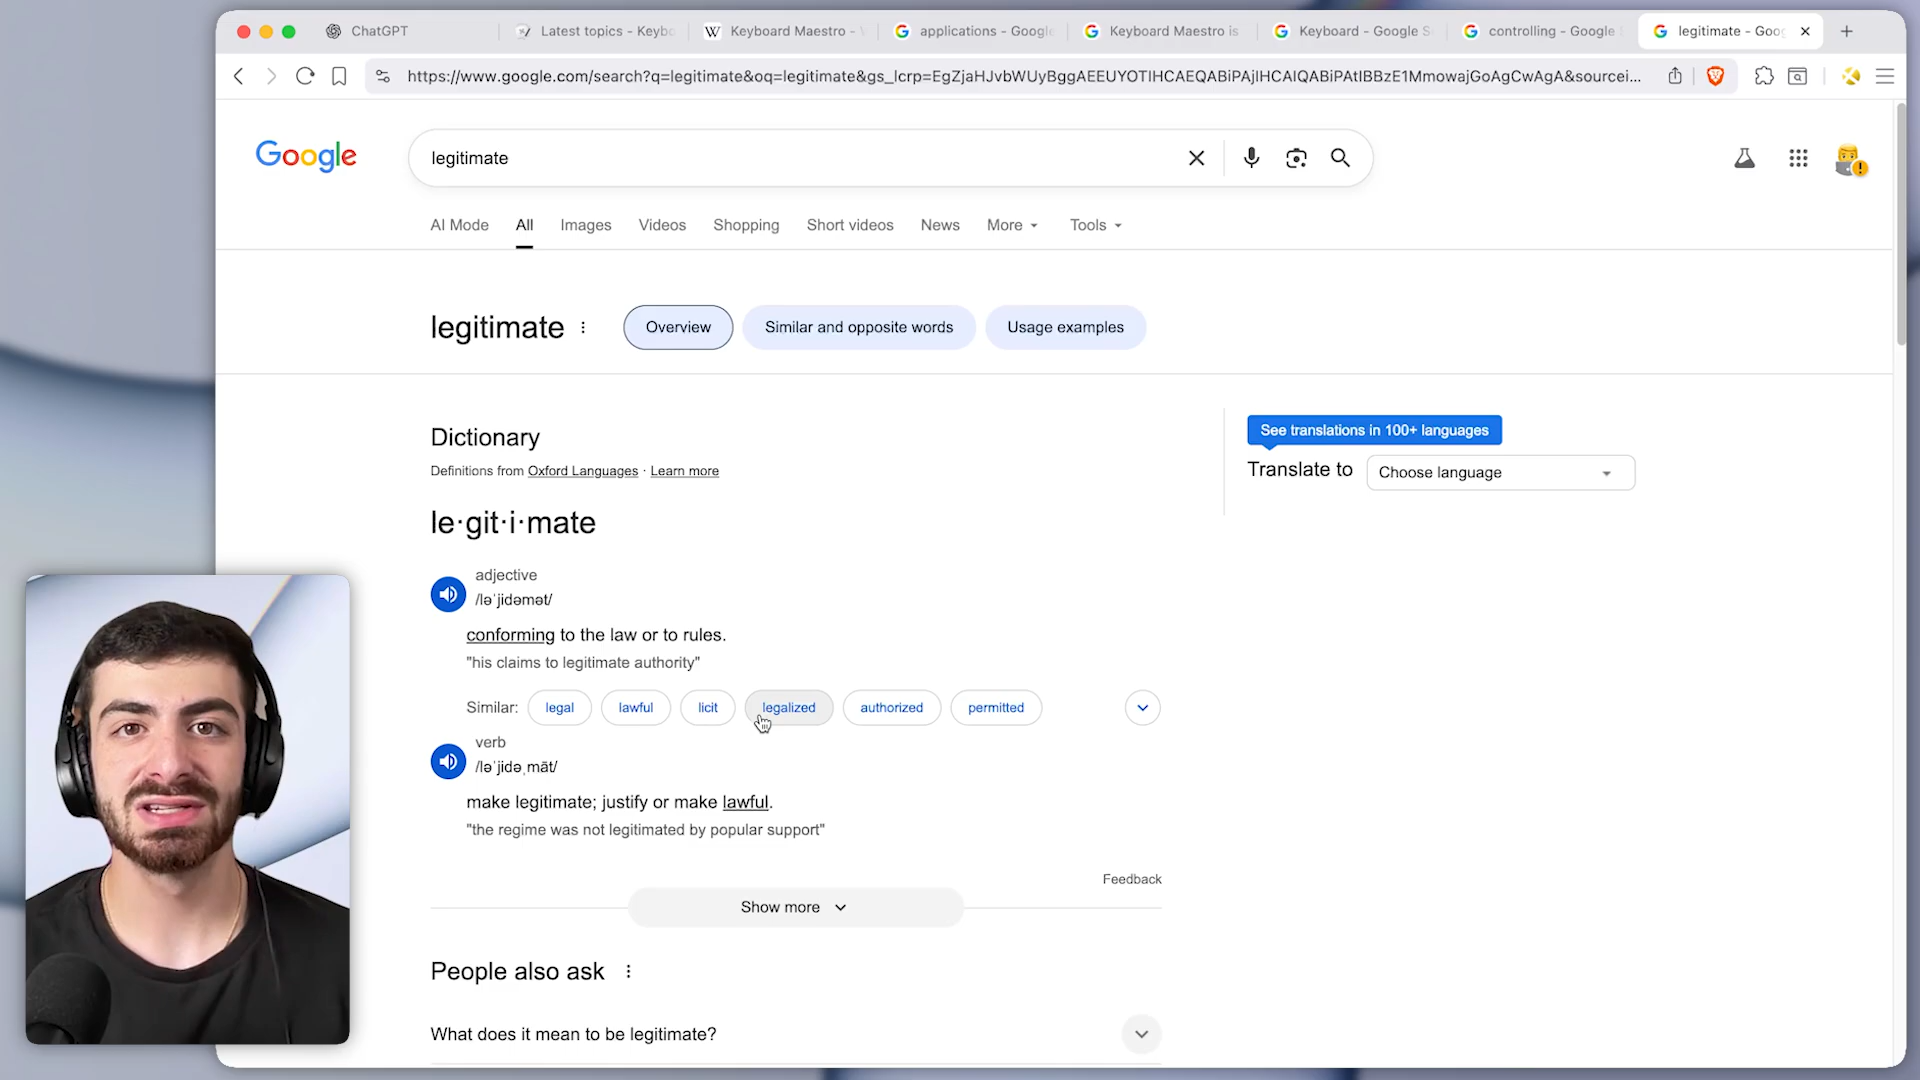 ChatGPT
Latest topics - Keybo
Keyboard Maestro -
applications - Google
Keyboard Maestro is
Keyboard - Google S
controlling - Google
legitimate - Goog
https://www.google.com/search?q=legitimate&oq=legitimate&gs_lcrp=EgZjaHJvbWUyBggAEEUYOTIHCAEQABiPAjIHCAIQABiPAtIBBzE1MmowajGoAgCwAgA&sourcei...
Google
legitimate
AI Mode
All
Images
Videos
Shopping
Short videos
News
More
Tools
legitimate
Overview
Similar and opposite words
Usage examples
Dictionary
See translations in 100+ languages
Definitions from Oxford Languages · Learn more
Translate to
Choose language
le·git·i·mate
adjective
/ləˈjidəmət/
conforming to the law or to rules.
"his claims to legitimate authority"
Similar:
legal
lawful
licit
legalized
authorized
permitted
verb
/ləˈjidəˌmāt/
make legitimate; justify or make lawful.
"the regime was not legitimated by popular support"
Feedback
Show more
People also ask
What does it mean to be legitimate?